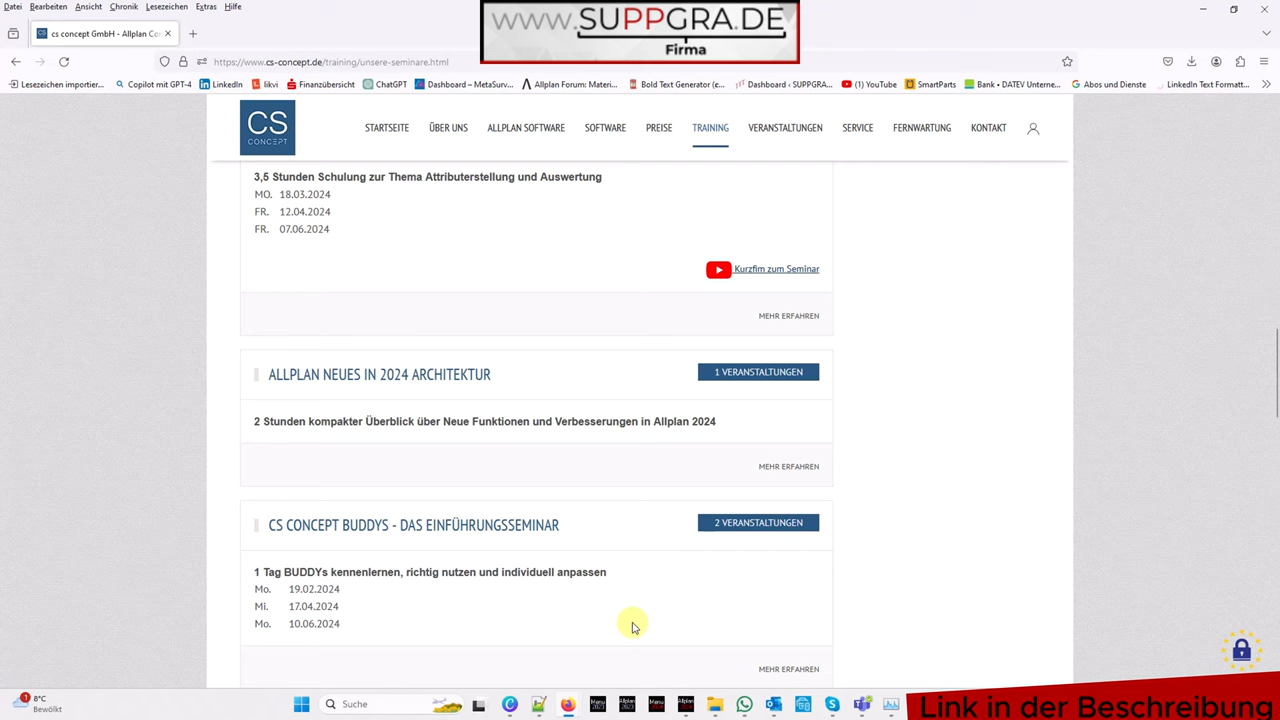 Datei Bearbeiten Ansicht Chronik Lesezeichen Extras Hilfe
WWW.SUPPGRA.DE
Firma
cs concept GmbH - Allplan Co
https://www.cs-concept.de/training/unsere-seminare.html
Lesezeichen importier... Copilot mit GPT-4 LinkedIn likvi Finanzübersicht ChatGPT Dashboard – MetaSurv... Allplan Forum: Materi... Bold Text Generator (e... Dashboard ‹ SUPPGRA... (1) YouTube SmartParts Bank • DATEV Unterne... Abos und Dienste LinkedIn Text Formatt...
CS
CONCEPT
STARTSEITE ÜBER UNS ALLPLAN SOFTWARE SOFTWARE PREISE TRAINING VERANSTALTUNGEN SERVICE FERNWARTUNG KONTAKT
3,5 Stunden Schulung zur Thema Attributerstellung und Auswertung
MO. 18.03.2024
FR. 12.04.2024
FR. 07.06.2024
Kurzfim zum Seminar
MEHR ERFAHREN
ALLPLAN NEUES IN 2024 ARCHITEKTUR
1 VERANSTALTUNGEN
2 Stunden kompakter Überblick über Neue Funktionen und Verbesserungen in Allplan 2024
MEHR ERFAHREN
CS CONCEPT BUDDYS - DAS EINFÜHRUNGSSEMINAR
2 VERANSTALTUNGEN
1 Tag BUDDYs kennenlernen, richtig nutzen und individuell anpassen
Mo. 19.02.2024
Mi. 17.04.2024
Mo. 10.06.2024
MEHR ERFAHREN
1
8°C
Bewölkt
Suche
Menu 2023 Allplan 2023 Menu Allplan
Link in der Beschreibung